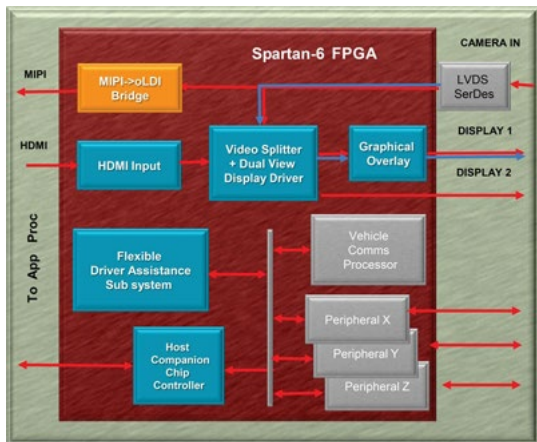 Spartan-6 FPGA
CAMERA IN
MIPI
MIPI->oLDI
Bridge
LVDS
SerDes
HDMI
HDMI Input
Video Splitter
+ Dual View
Display Driver
Graphical
Overlay
DISPLAY 1
DISPLAY 2
To App Proc
Flexible
Driver Assistance
Sub system
Vehicle
Comms
Processor
Host
Companion
Chip
Controller
Peripheral X
Peripheral Y
Peripheral Z